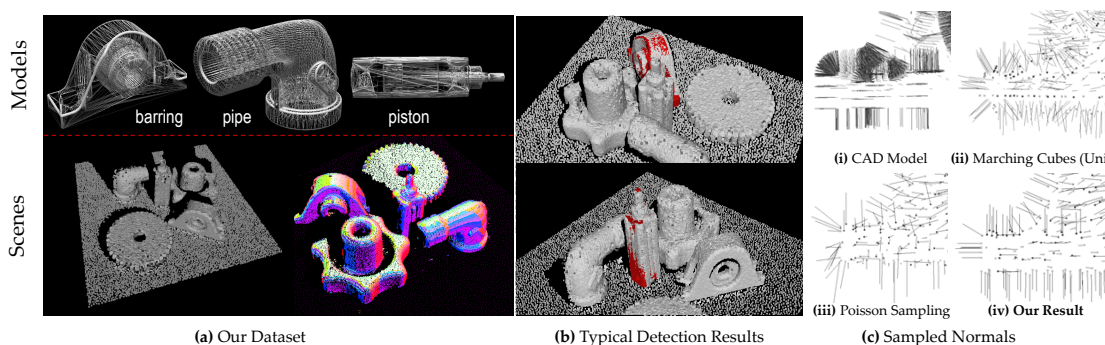 Models
barring
pipe
piston
Scenes
(a) Our Dataset
(b) Typical Detection Results
(i) CAD Model
(ii) Marching Cubes (Uni
(iii) Poisson Sampling
(iv) Our Result
(c) Sampled Normals